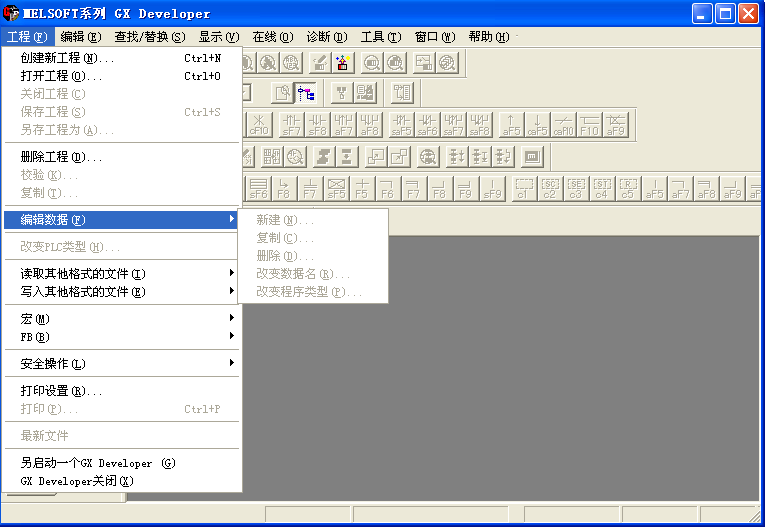 MELSOFT系列 GX Developer
工程(F) 编辑(E) 查找/替换(S) 显示(V) 在线(O) 诊断(D) 工具(T) 窗口(W) 帮助(H)
创建新工程(N)... Ctrl+N
打开工程(O)... Ctrl+O
关闭工程(C)
保存工程(S) Ctrl+S
另存工程为(A)...
删除工程(D)...
校验(K)...
复制(T)...
编辑数据(F)
改变PLC类型(H)...
读取其他格式的文件(I)
写入其他格式的文件(E)
宏(M)
FB(B)
安全操作(L)
打印设置(R)...
打印(P)... Ctrl+P
最新文件
另启动一个GX Developer (G)
GX Developer关闭(X)
新建(N)...
复制(C)...
删除(D)...
改变数据名(R)...
改变程序类型(P)...
cF10 sF7 sF8 aF7 aF8 saF5 saF6 saF7 saF8 aF5 caF5 caF10 F10 aF9
sF6 F8 F7 sF5 F5 F6 F7 F8 F9 sF9 c1 c2 c3 c4 c5 aF5 aF7 aF8 aF9
SC SE ST R